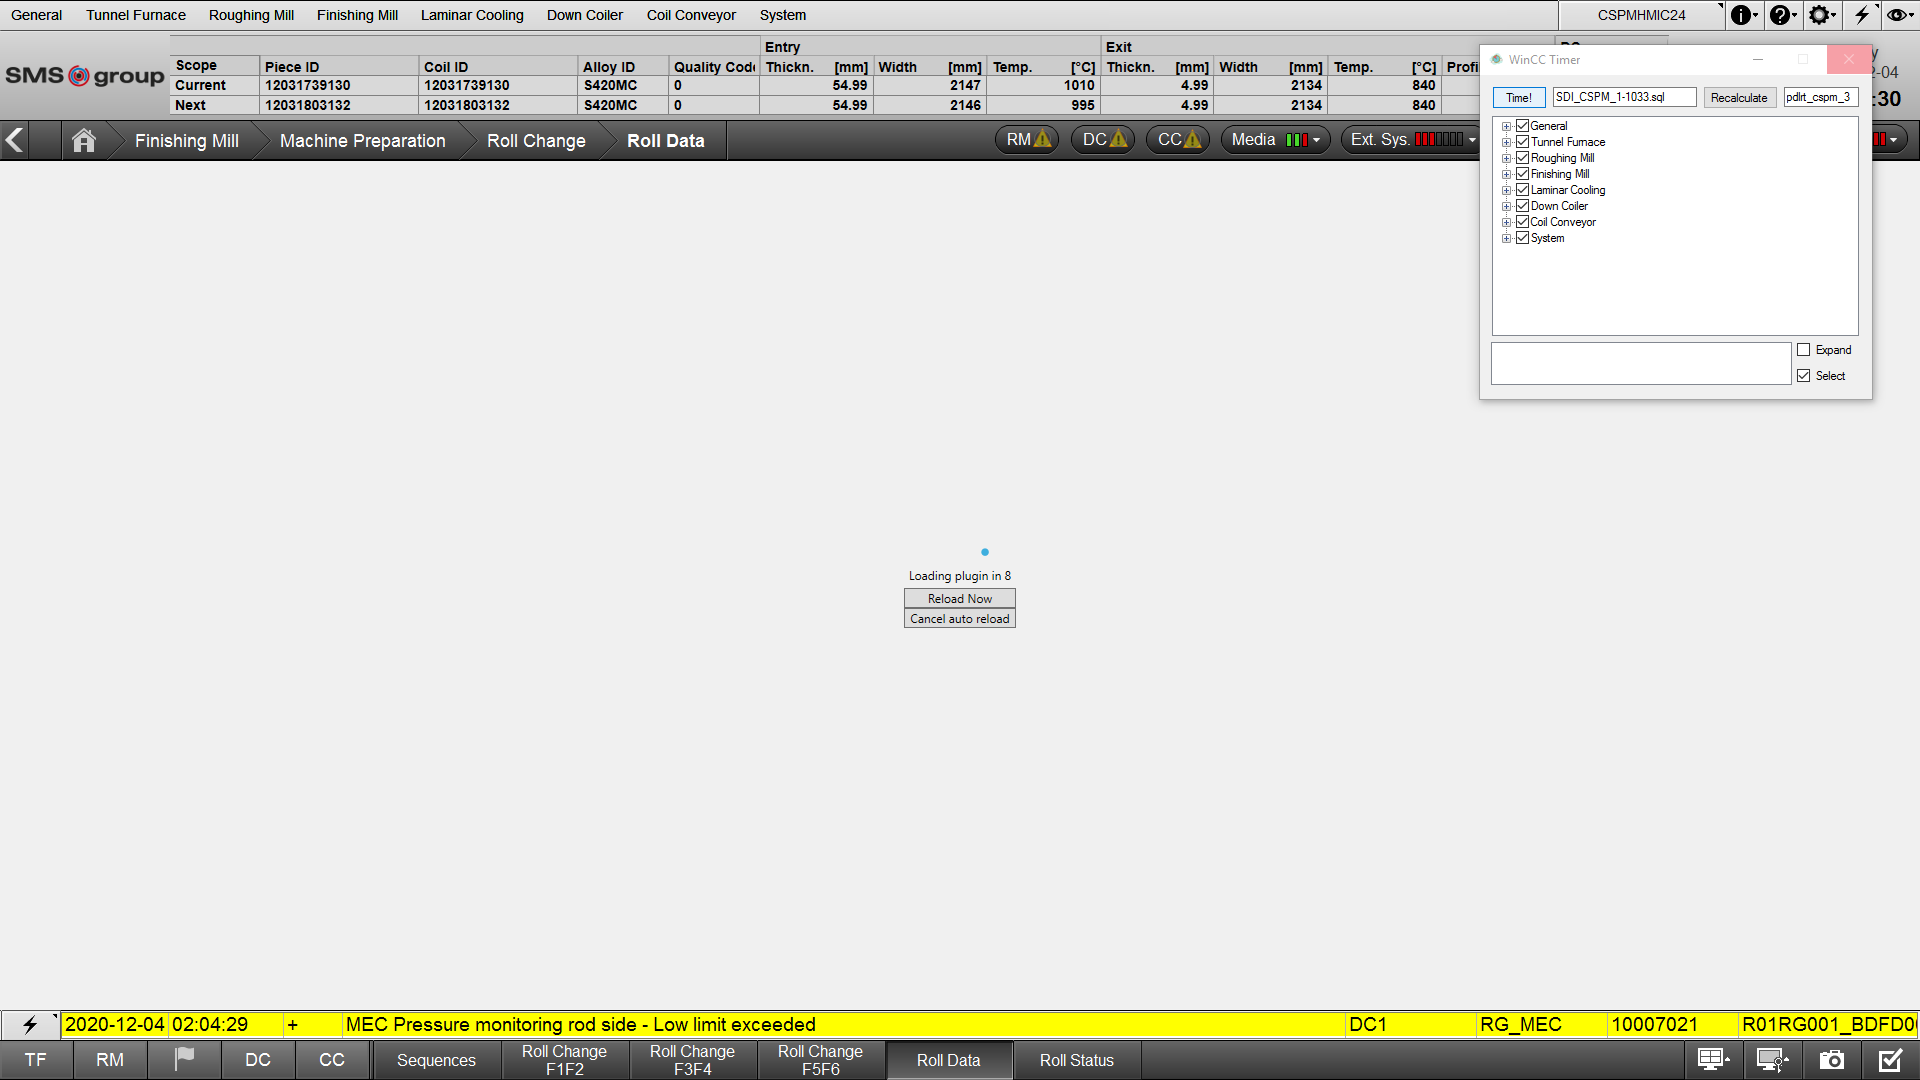 General Tunnel Furnace Roughing Mill Finishing Mill Laminar Cooling Down Coiler Coil Conveyor System CSPMHMIC24
SMS group
Entry Exit
Scope Piece ID Coil ID Alloy ID Quality Code Thickn. [mm] Width [mm] Temp. [°C] Thickn. [mm] Width [mm] Temp. [°C] Profi
Current 12031739130 12031739130 S420MC 0 54.99 2147 1010 4.99 2134 840
Next 12031803132 12031803132 S420MC 0 54.99 2146 995 4.99 2134 840
-04
:30
Finishing Mill Machine Preparation Roll Change Roll Data RM DC CC Media Ext. Sys.
WinCC Timer
Time! SDI_CSPM_1-1033.sql Recalculate pdlrt_cspm_3
General
Tunnel Furnace
Roughing Mill
Finishing Mill
Laminar Cooling
Down Coiler
Coil Conveyor
System
Expand
Select
Loading plugin in 8
Reload Now
Cancel auto reload
2020-12-04 02:04:29 + MEC Pressure monitoring rod side - Low limit exceeded DC1 RG_MEC 10007021 R01RG001_BDFD0
TF RM DC CC Sequences Roll Change F1F2 Roll Change F3F4 Roll Change F5F6 Roll Data Roll Status